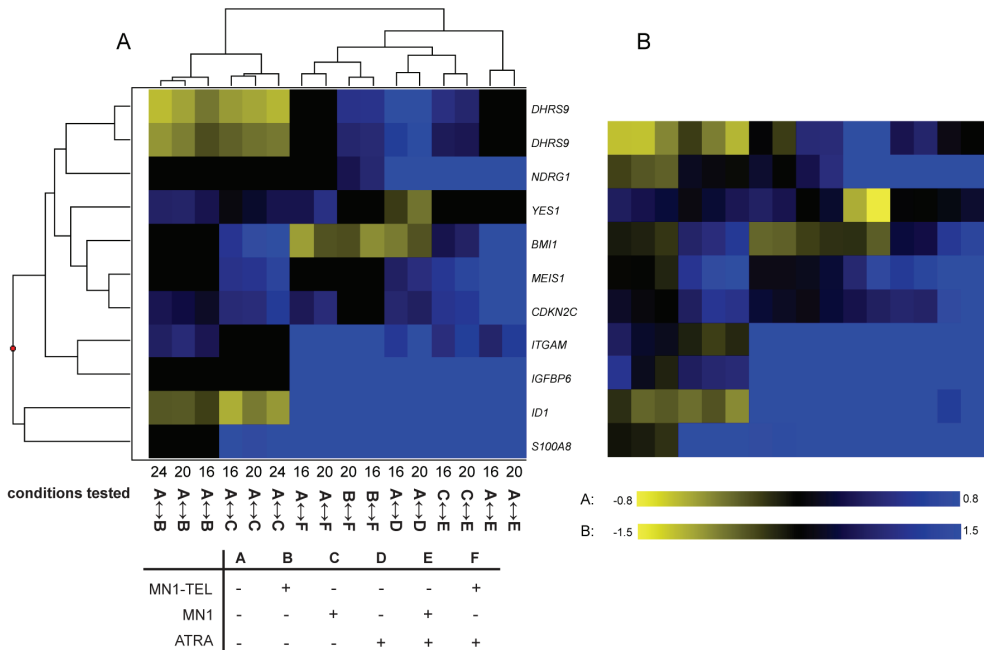 A
B
DHRS9
DHRS9
NDRG1
YES1
BMI1
MEIS1
CDKN2C
ITGAM
IGFBP6
ID1
S100A8
24 20 16 16 20 24 16 20 20 16 16 20 16 20 16 20
conditions tested
A↔B A↔B A↔B A↔C A↔C A↔C A↔F A↔F B↔F B↔F A↔D A↔D C↔E C↔E A↔E A↔E
A: -0.8 0.8
B: -1.5 1.5
A B C D E F
MN1-TEL - + - - - +
MN1 - - + - + -
ATRA - - - + + +